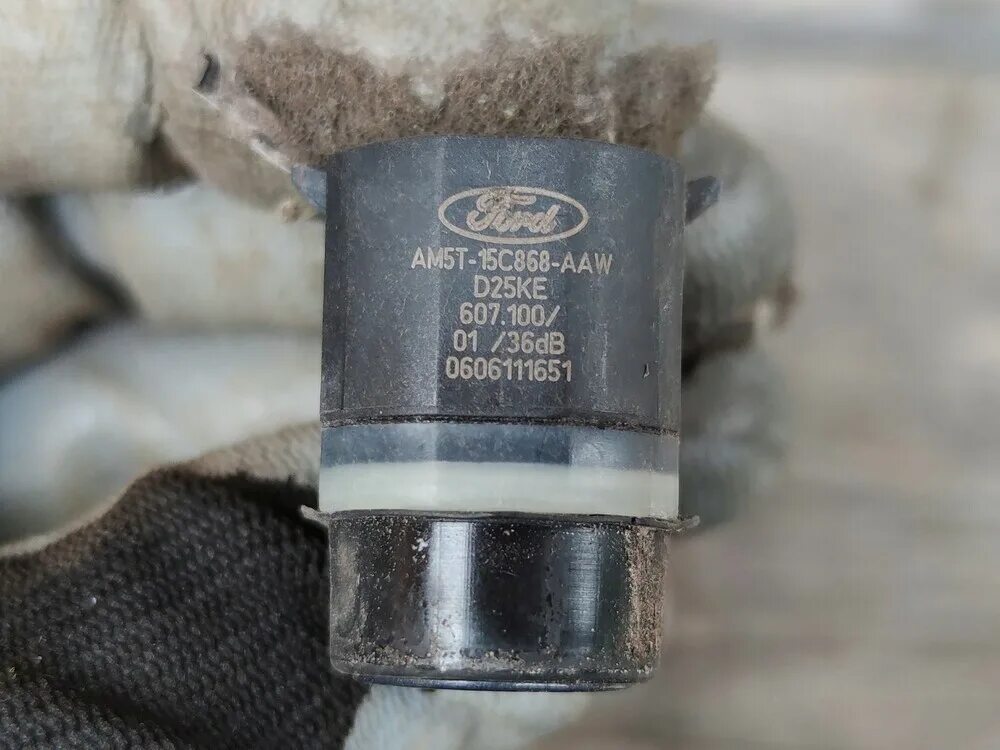 Ford
AM5T-15C868-AAW
D25KE
607.100/
01 /36dB
0606111651